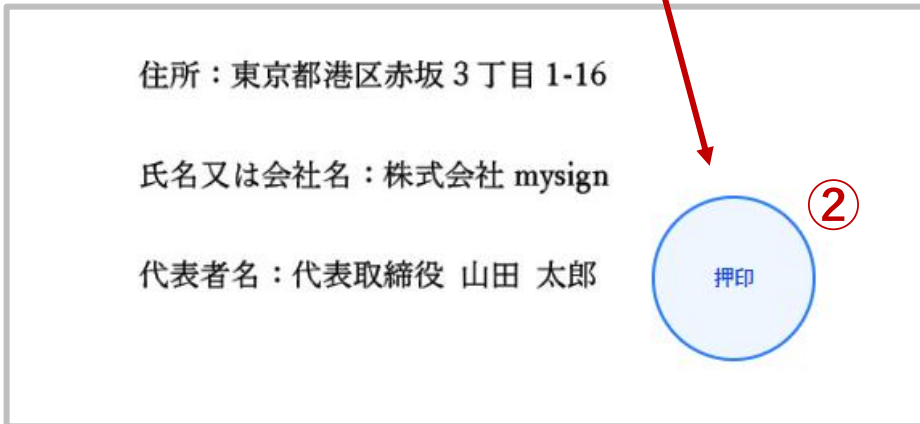 住所：東京都港区赤坂 3 丁目 1-16
氏名又は会社名：株式会社 mysign
②
代表者名：代表取締役 山田 太郎
押印